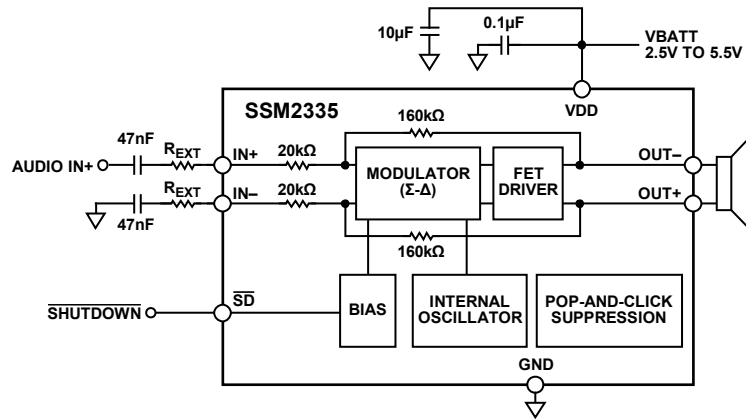 10µF
0.1µF
VBATT
2.5V TO 5.5V
SSM2335
VDD
160kΩ
47nF
REXT
IN+
20kΩ
AUDIO IN+
MODULATOR
(Σ-Δ)
FET
DRIVER
OUT–
REXT
IN–
20kΩ
OUT+
47nF
160kΩ
SHUTDOWN
SD
BIAS
INTERNAL
OSCILLATOR
POP-AND-CLICK
SUPPRESSION
GND